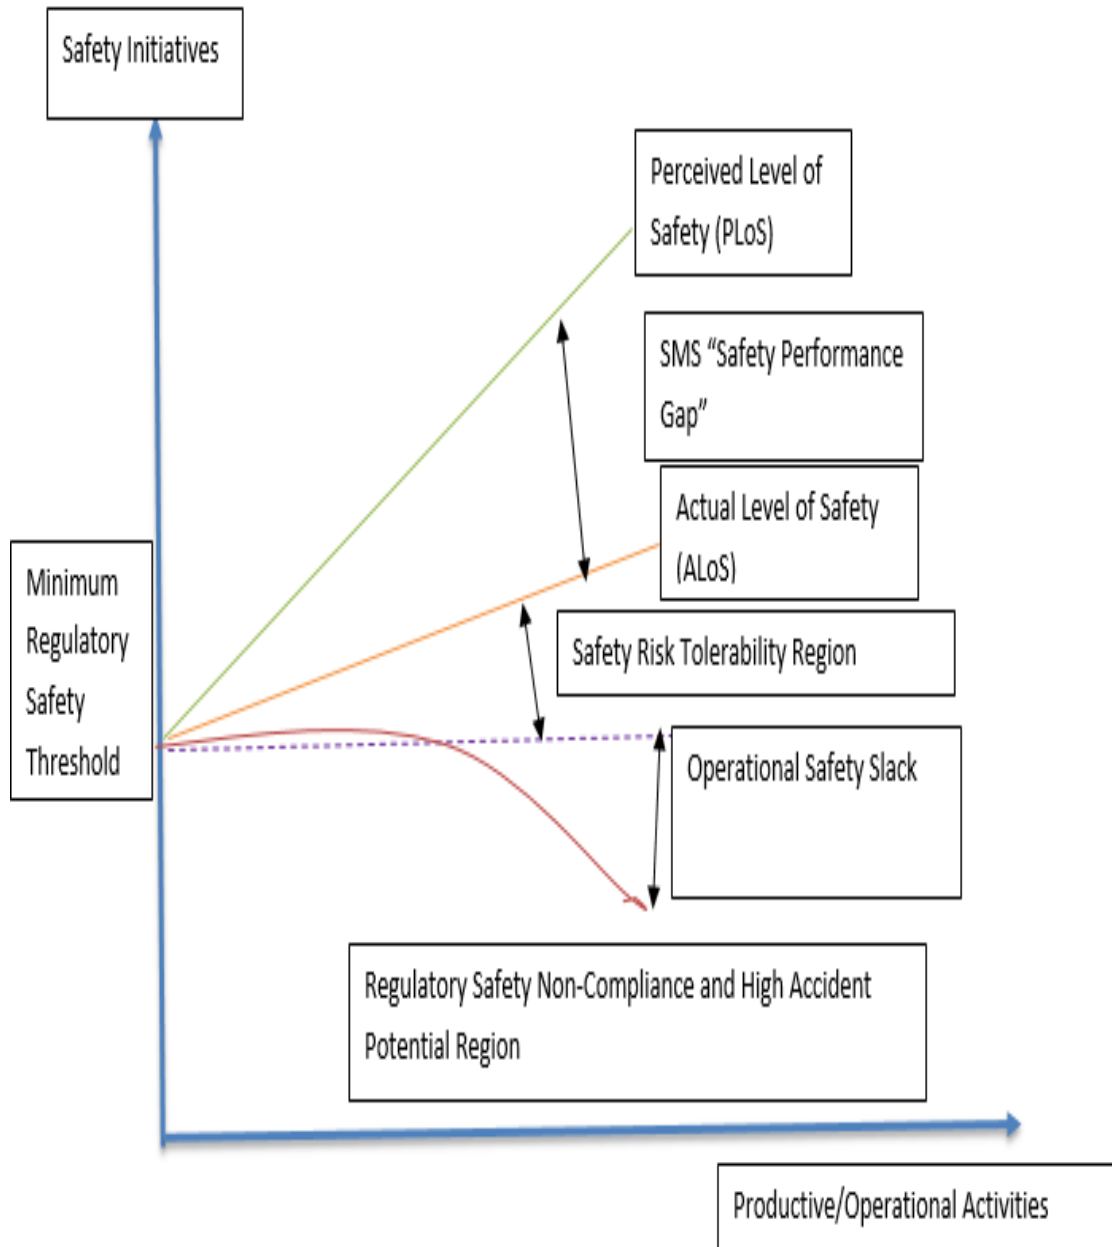 Safety Initiatives
Perceived Level of
Safety (PLoS)
SMS “Safety Performance
Gap”
Actual Level of Safety
(ALoS)
Minimum
Regulatory
Safety
Threshold
Safety Risk Tolerability Region
Operational Safety Slack
Regulatory Safety Non-Compliance and High Accident
Potential Region
Productive/Operational Activities